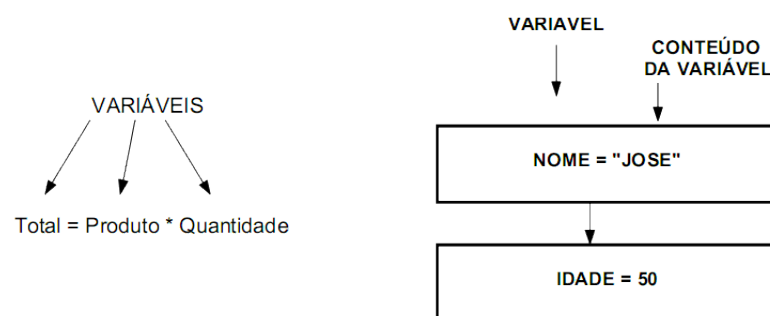 VARIÁVEIS
Total = Produto * Quantidade
VARIAVEL
CONTEÚDO
DA VARIÁVEL
NOME = "JOSE"
IDADE = 50